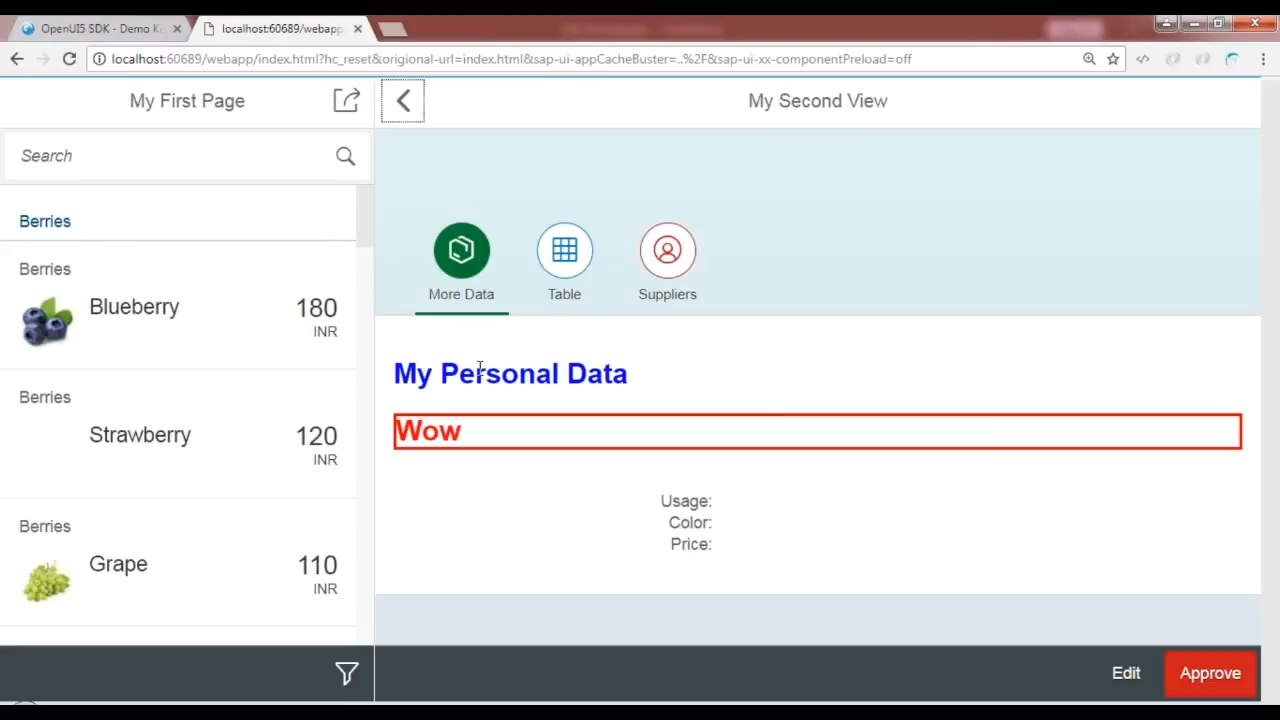 OpenUI5 SDK - Demo Ki
localhost:60689/webapp
localhost:60689/webapp/index.html?hc_reset&origional-url=index.html&sap-ui-appCacheBuster=..%2F&sap-ui-xx-componentPreload=off
My First Page
My Second View
Search
Berries
Berries
Blueberry
180
INR
Berries
Strawberry
120
INR
Berries
Grape
110
INR
More Data
Table
Suppliers
My Personal Data
Wow
Usage:
Color:
Price:
Edit
Approve